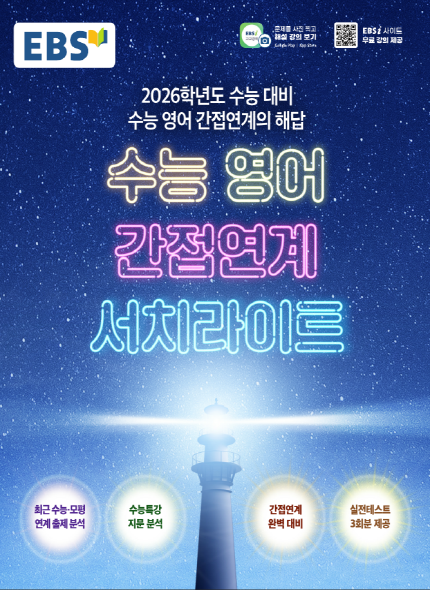 EBS
문제를 사진 찍고
해설 강의 보기
Google Play | App Store
EBSi 사이트
무료 강의 제공
2026학년도 수능 대비
수능 영어 간접연계의 해답
수능 영어
간접연계
서치라이트
최근 수능·모평
연계 출제 분석
수능특강
지문 분석
간접연계
완벽 대비
실전테스트
3회분 제공